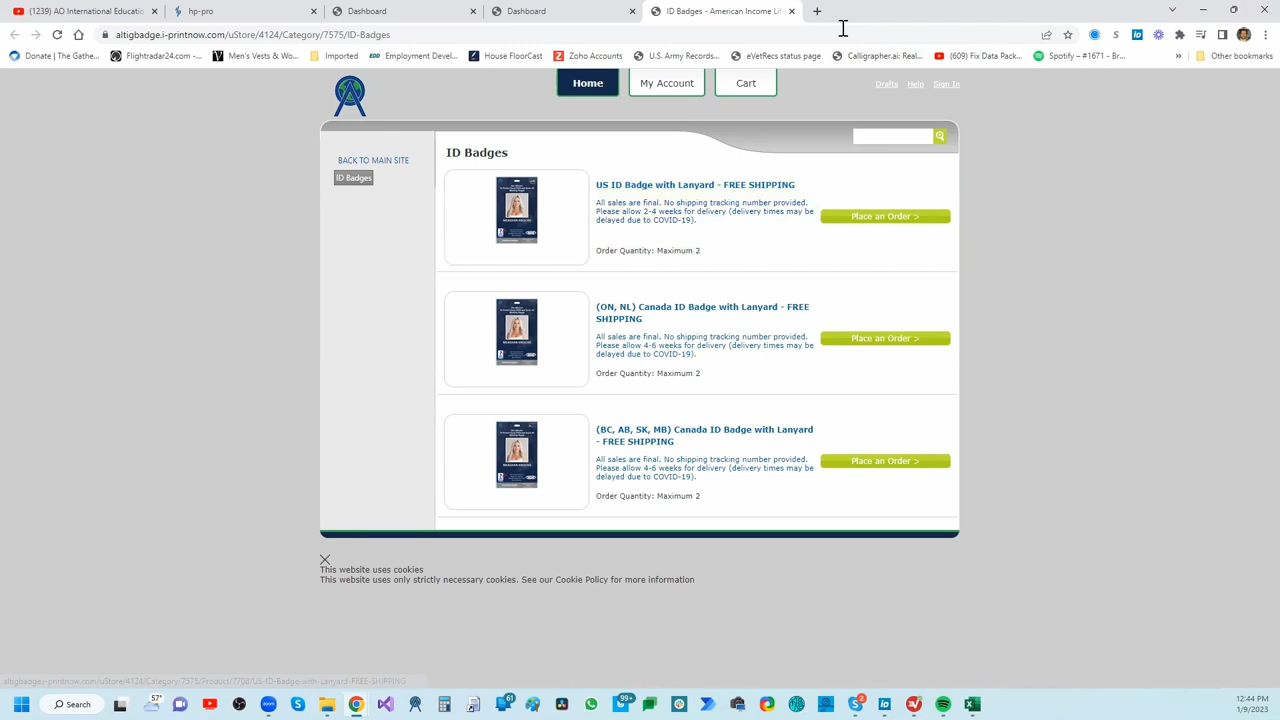 (1239) AO International Educatio
hp-pro
Dashboard
Dashboard
ID Badges - American Income Lif
altigbadge.i-printnow.com/uStore/4124/Category/7575/ID-Badges
Donate | The Gathe...
Flightradar24.com -...
Men's Vests & Wo...
Imported
EDD Employment Develop...
House FloorCast
Zoho Accounts
U.S. Army Records...
eVetRecs status page
Calligrapher.ai: Real...
(609) Fix Data Pack...
Spotify – #1671 - Br...
»
Other bookmarks
Home
My Account
Cart
Drafts
Help
Sign In
BACK TO MAIN SITE
ID Badges
ID Badges
US ID Badge with Lanyard - FREE SHIPPING
All sales are final. No shipping tracking number provided.
Please allow 2-4 weeks for delivery (delivery times may be
delayed due to COVID-19).
Place an Order >
Order Quantity: Maximum 2
(ON, NL) Canada ID Badge with Lanyard - FREE
SHIPPING
All sales are final. No shipping tracking number provided.
Please allow 4-6 weeks for delivery (delivery times may be
delayed due to COVID-19).
Place an Order >
Order Quantity: Maximum 2
(BC, AB, SK, MB) Canada ID Badge with Lanyard
- FREE SHIPPING
All sales are final. No shipping tracking number provided.
Please allow 4-6 weeks for delivery (delivery times may be
delayed due to COVID-19).
Place an Order >
Order Quantity: Maximum 2
This website uses cookies
This website uses only strictly necessary cookies. See our Cookie Policy for more information
altigbadge.i-printnow.com/uStore/4124/Category/7575/Product/7708/US-ID-Badge-with-Lanyard-FREE-SHIPPING
Search
57°
61
99+
2
12:44 PM
1/9/2023